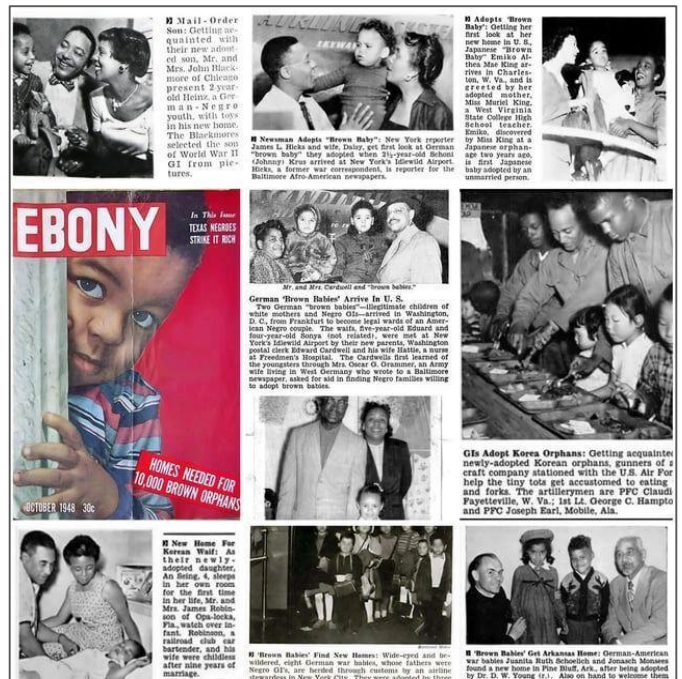 Mail-Order
Son: Getting ac-
quainted with
their new adopt-
ed son, Mr. and
Mrs. John Black-
more of Chicago
present 2-year-
old Heinz, a Ger-
man-Negro
youth, with toys
in his new home.
The Blackmores
selected the son
of World War II
GI from pic-
tures.
AIRLINES
SKYWAY
Newsman Adopts "Brown Baby": New York reporter
James L. Hicks and wife, Daisy, get first look at German
"brown baby" they adopted when 2½-year-old Schoni
(Johnny) Krus arrived at New York's Idlewild Airport.
Hicks, a former war correspondent, is reporter for the
Baltimore Afro-American newspapers.
Adopts 'Brown
Baby': Getting her
first look at her
new home in U. S.,
Japanese "Brown
Baby" Emiko Al-
thea Mae King ar-
rives in Charles-
ton, W. Va., and is
greeted by her
adopted mother,
Miss Muriel King,
as West Virginia
State College High
School teacher.
Emiko, discovered
by Miss King at a
Japanese orphan-
age two years ago,
is first Japanese
baby adopted by an
unmarried person.
EBONY
In This Issue
TEXAS NEGROES
STRIKE IT RICH
HOMES NEEDED FOR
10,000 BROWN ORPHANS
OCTOBER 1948 30c
Mr. and Mrs. Cardwell and "brown babies."
German 'Brown Babies' Arrive In U. S.
Two German "brown babies"—illegitimate children of
white mothers and Negro GIs—arrived in Washington,
D. C., from Frankfurt to become legal wards of an Amer-
ican Negro couple. The waifs, five-year-old Eduard and
four-year-old Sonya (not related), were met at New
York's Idlewild Airport by their new parents, Washington
postal clerk Edward Cardwell and his wife Hattie, a nurse
at Freedmen's Hospital. The Cardwells first learned of
the youngsters through Mrs. Oscar G. Grammer, an Army
wife living in West Germany who wrote to a Baltimore
newspaper, asked for aid in finding Negro families willing
to adopt brown babies.
GIs Adopt Korea Orphans: Getting acquainte
newly-adopted Korean orphans, gunners of a
craft company stationed with the U.S. Air For
help the tiny tots get accustomed to eating
and forks. The artillerymen are PFC Claudi
Fayetteville, W. Va.; 1st Lt. George C. Hampto
and PFC Joseph Earl, Mobile, Ala.
New Home For
Korean Waif: As
their newly-
adopted daughter,
An Seing, 4, sleeps
in her own room
for the first time
in her life, Mr. and
Mrs. James Robin-
son of Opa-locka,
Fla., watch over in-
fant. Robinson, a
railroad club car
bartender, and his
wife were childless
after nine years of
marriage.
'Brown Babies' Find New Homes: Wide-eyed and be-
wildered, eight German war babies, whose fathers were
Negro GI's, are herded through customs by an airline
stewardess in New York City. They were adopted by three
'Brown Babies' Get Arkansas Home: German-American
war babies Juanita Ruth Schoelich and Jonach Monsees
found a new home in Pine Bluff, Ark., after being adopted
by Dr. D. W. Young (r.). Also on hand to welcome them